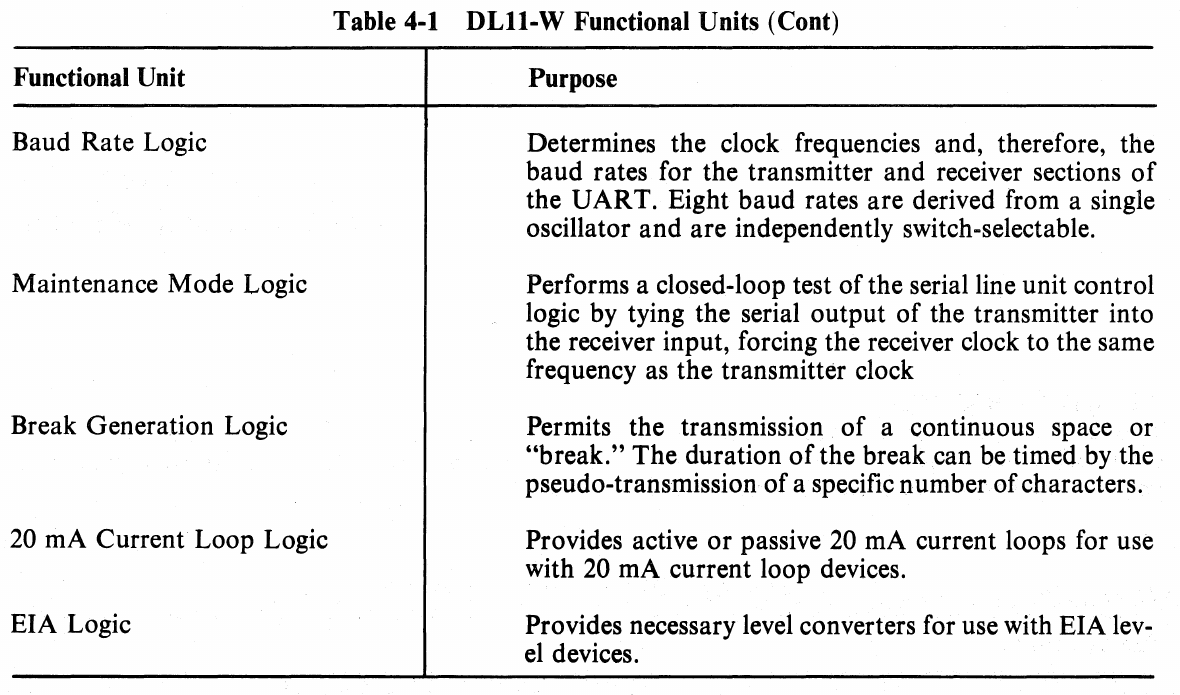 Table 4-1 DL11-W Functional Units (Cont)
Functional Unit
Purpose
Baud Rate Logic
Determines the clock frequencies and, therefore, the
baud rates for the transmitter and receiver sections of
the UART. Eight baud rates are derived from a single
oscillator and are independently switch-selectable.
Maintenance Mode Logic
Performs a closed-loop test of the serial line unit control
logic by tying the serial output of the transmitter into
the receiver input, forcing the receiver clock to the same
frequency as the transmitter clock
Break Generation Logic
Permits the transmission of a continuous space or
“break.” The duration of the break can be timed by the
pseudo-transmission of a specific number of characters.
20 mA Current Loop Logic
Provides active or passive 20 mA current loops for use
with 20 mA current loop devices.
EIA Logic
Provides necessary level converters for use with EIA lev-
el devices.